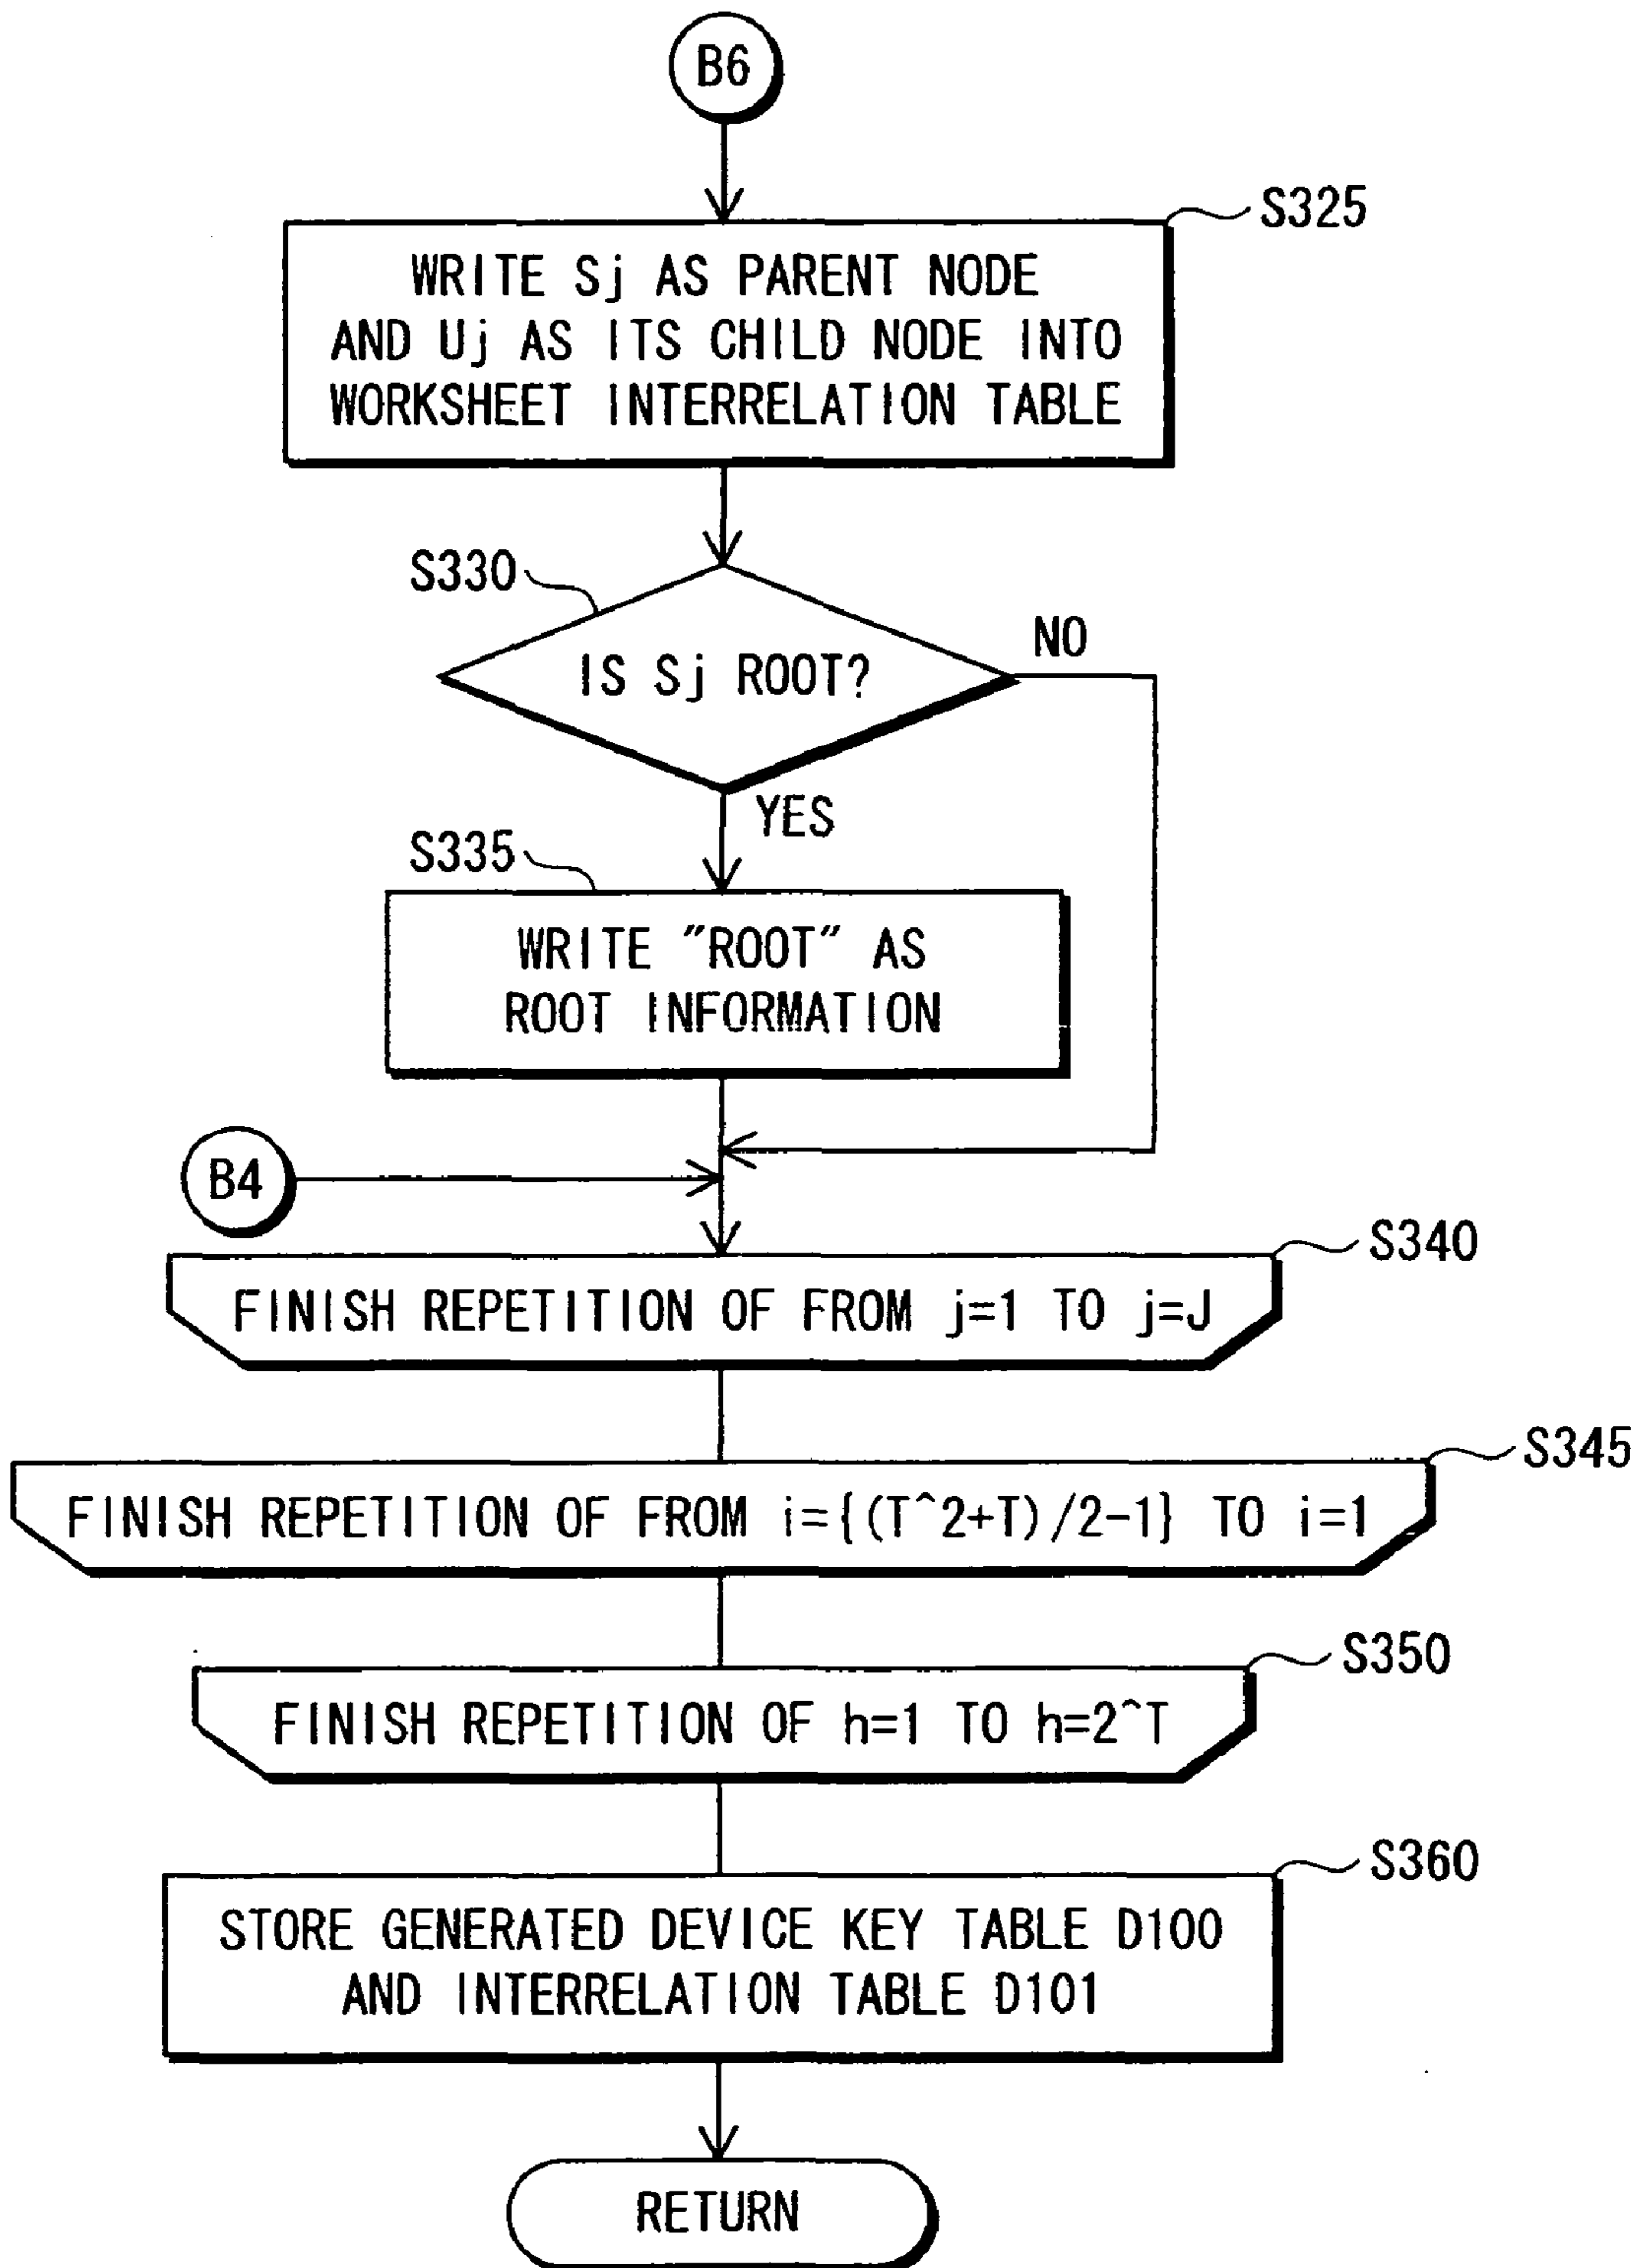 B6
S325
WRITE Sj AS PARENT NODE
AND Uj AS ITS CHILD NODE INTO
WORKSHEET INTERRELATION TABLE
S330
IS Sj ROOT?
NO
YES
S335
WRITE "ROOT" AS
ROOT INFORMATION
B4
S340
FINISH REPETITION OF FROM j=1 TO j=J
S345
FINISH REPETITION OF FROM i={(T^2+T)/2-1} TO i=1
S350
FINISH REPETITION OF h=1 TO h=2^T
S360
STORE GENERATED DEVICE KEY TABLE D100
AND INTERRELATION TABLE D101
RETURN